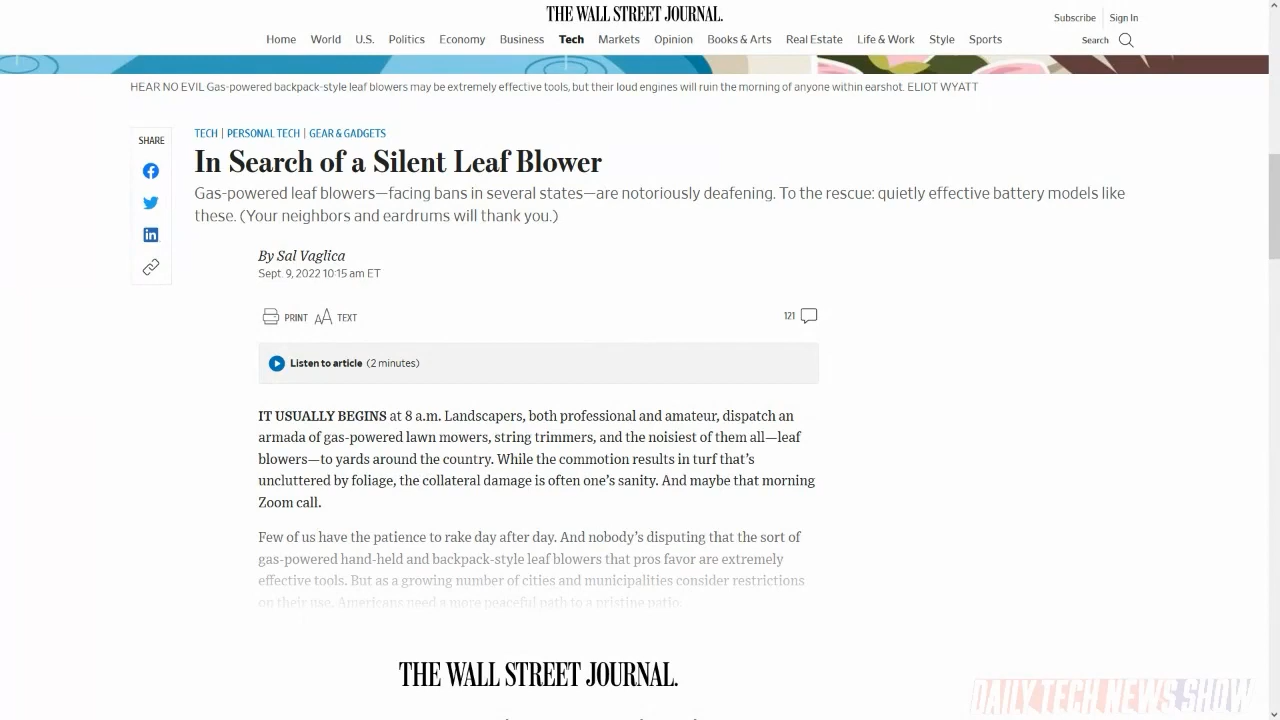 THE WALL STREET JOURNAL.
Subscribe Sign In
Home World U.S. Politics Economy Business Tech Markets Opinion Books & Arts Real Estate Life & Work Style Sports
Search
HEAR NO EVIL Gas-powered backpack-style leaf blowers may be extremely effective tools, but their loud engines will ruin the morning of anyone within earshot. ELIOT WYATT
SHARE
TECH | PERSONAL TECH | GEAR & GADGETS
In Search of a Silent Leaf Blower
Gas-powered leaf blowers—facing bans in several states—are notoriously deafening. To the rescue: quietly effective battery models like
these. (Your neighbors and eardrums will thank you.)
By Sal Vaglica
Sept. 9, 2022 10:15 am ET
PRINT AA TEXT
121
Listen to article (2 minutes)
IT USUALLY BEGINS at 8 a.m. Landscapers, both professional and amateur, dispatch an
armada of gas-powered lawn mowers, string trimmers, and the noisiest of them all—leaf
blowers—to yards around the country. While the commotion results in turf that's
uncluttered by foliage, the collateral damage is often one's sanity. And maybe that morning
Zoom call.
Few of us have the patience to rake day after day. And nobody's disputing that the sort of
gas-powered hand-held and backpack-style leaf blowers that pros favor are extremely
effective tools. But as a growing number of cities and municipalities consider restrictions
on their use, Americans need a more peaceful path to a pristine patio.
THE WALL STREET JOURNAL.
DAILY TECH NEWS SHOW